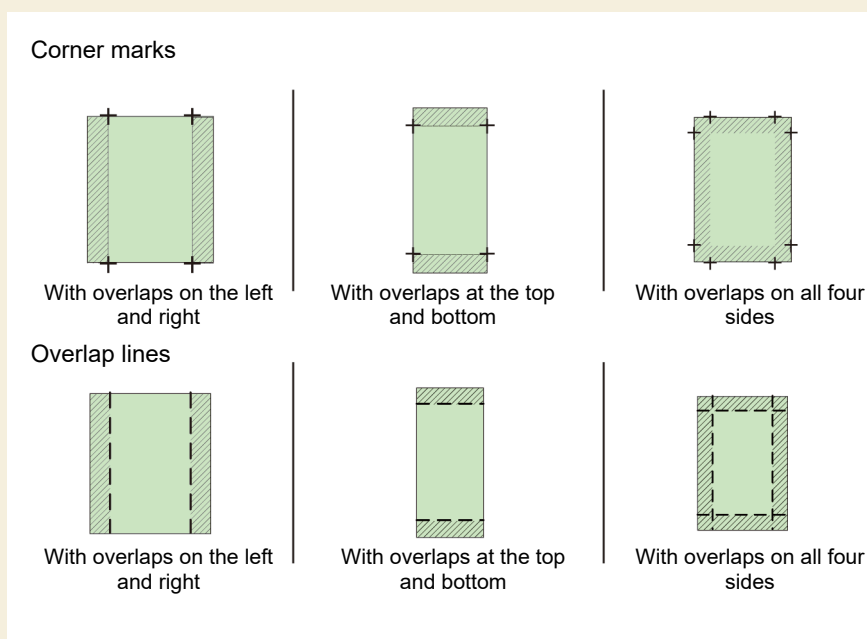 Corner marks
With overlaps on the left
and right
With overlaps at the top
and bottom
With overlaps on all four
sides
Overlap lines
With overlaps on the left
and right
With overlaps at the top
and bottom
With overlaps on all four
sides